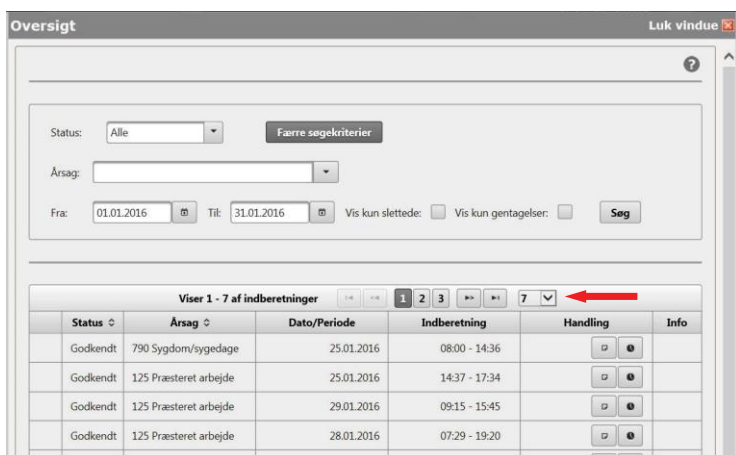 Oversigt Luk vindue
Status: Alle Færre søgekriterier
Årsag:
Fra: 01.01.2016 Til: 31.01.2016 Vis kun slettede: Vis kun gentagelser: Søg
Viser 1 - 7 af indberetninger 1 2 3 7
Status Årsag Dato/Periode Indberetning Handling Info
Godkendt 790 Sygdom/sygedage 25.01.2016 08:00 - 14:36
Godkendt 125 Præsteret arbejde 25.01.2016 14:37 - 17:34
Godkendt 125 Præsteret arbejde 29.01.2016 09:15 - 15:45
Godkendt 125 Præsteret arbejde 28.01.2016 07:29 - 19:20